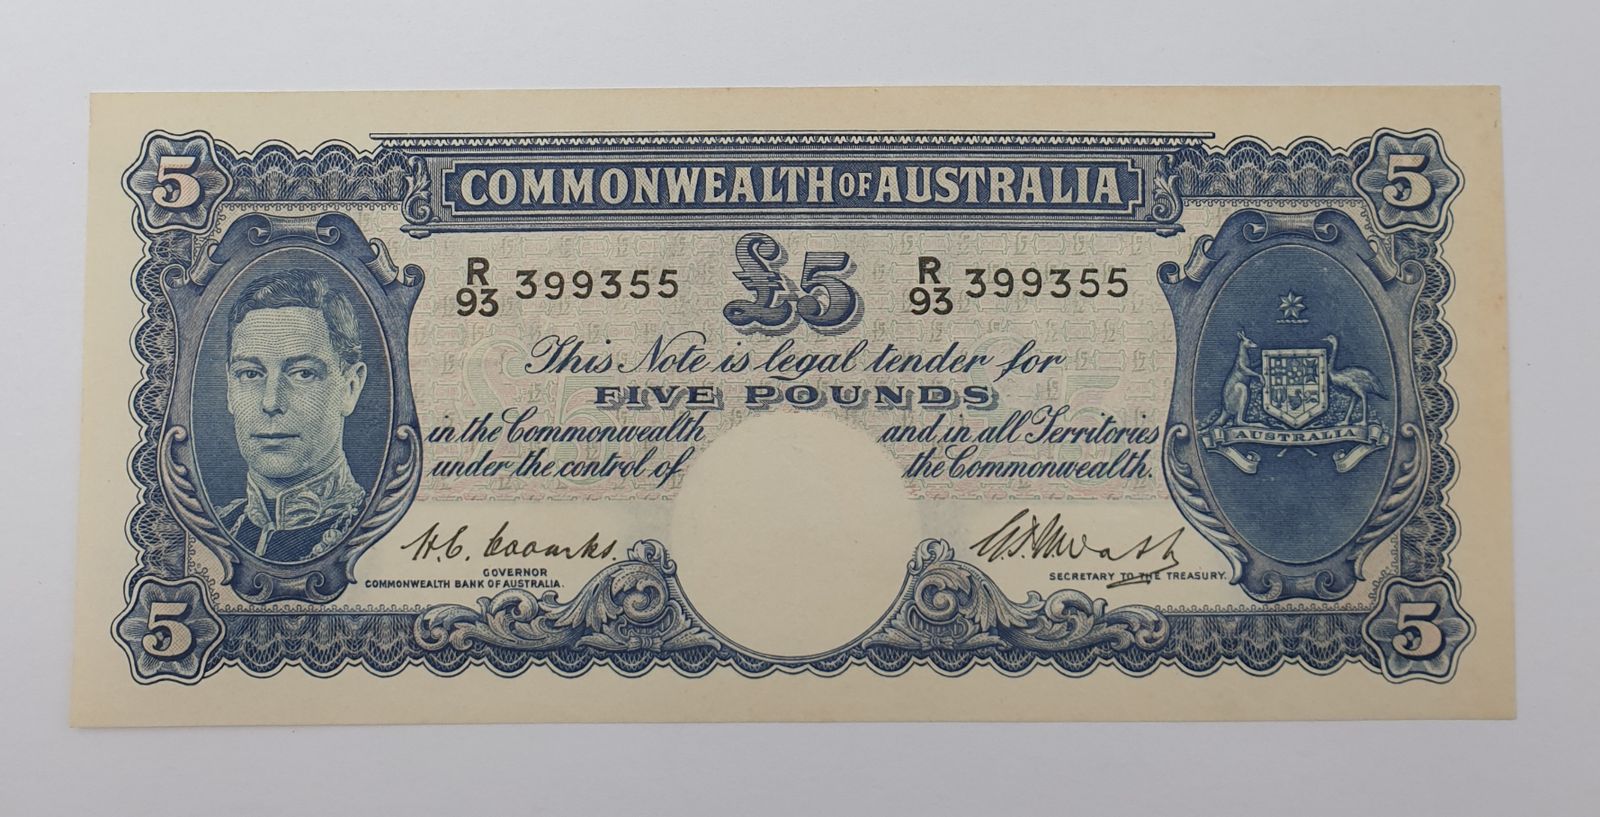 COMMONWEALTH OF AUSTRALIA
5 5
R/93 399355 £5 R/93 399355
This Note is legal tender for
FIVE POUNDS
in the Commonwealth and in all Territories
under the control of the Commonwealth.
AUSTRALIA
H.C. Coombs.
GOVERNOR
COMMONWEALTH BANK OF AUSTRALIA.
SECRETARY TO THE TREASURY.
5 5